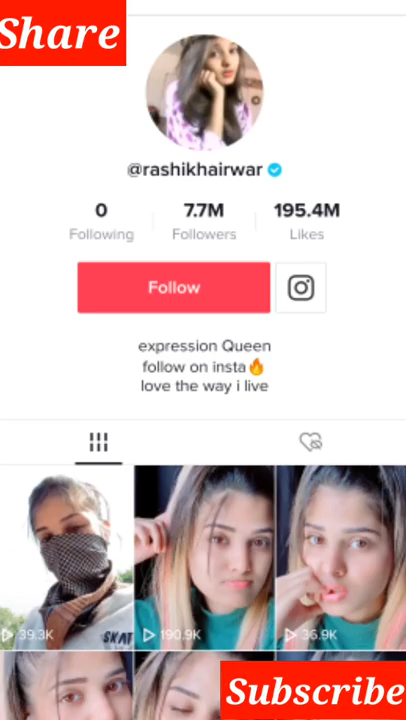 Share
@rashikhairwar
0 7.7M 195.4M
Following Followers Likes
Follow
expression Queen
follow on insta🔥
love the way i live
39.3K 190.9K 36.9K
SKAT
Subscribe